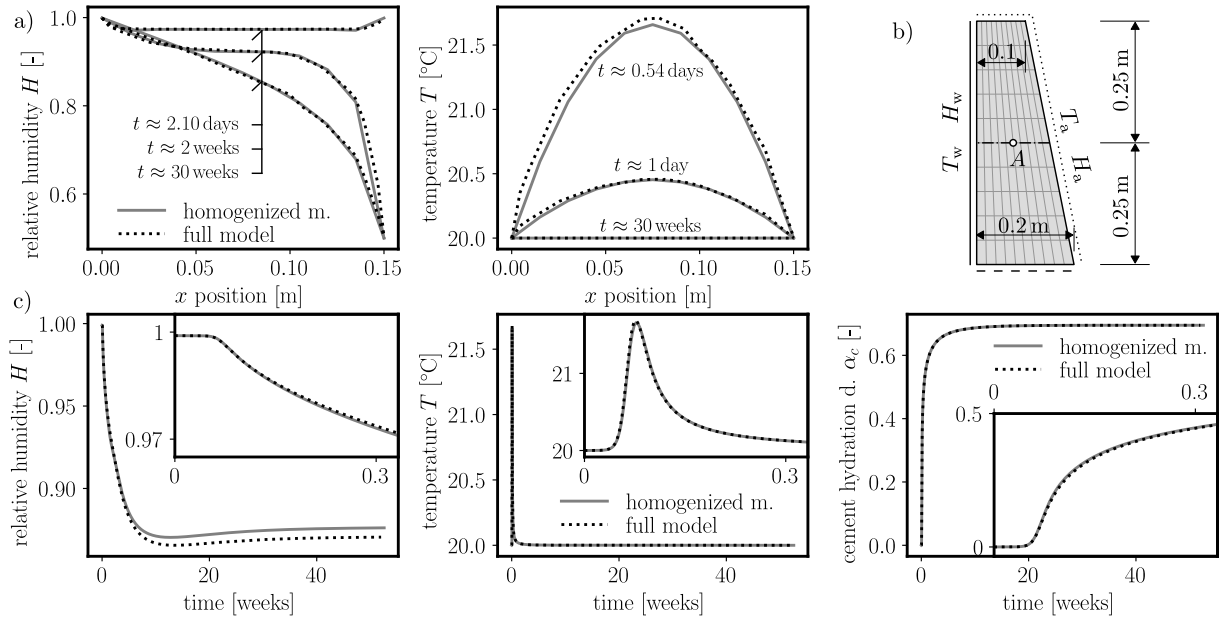 a)
1.0
0.8
0.6
relative humidity H [-]
t ≈ 2.10 days
t ≈ 2 weeks
t ≈ 30 weeks
homogenized m.
full model
0.00
0.05
0.10
0.15
x position [m]
21.5
21.0
20.5
20.0
temperature T [°C]
t ≈ 0.54 days
t ≈ 1 day
t ≈ 30 weeks
0.00
0.05
0.10
0.15
x position [m]
b)
0.1
0.2 m
0.25 m
0.25 m
H_w
T_w
T_a
H_a
A
c)
1.00
0.95
0.90
relative humidity H [-]
1
0.97
0
0.3
0
20
40
time [weeks]
21.5
21.0
20.5
20.0
temperature T [°C]
21
20
0
0.3
homogenized m.
full model
0
20
40
time [weeks]
0.6
0.4
0.2
0.0
cement hydration d. α_c [-]
homogenized m.
full model
0
0.3
0.5
0
0
20
40
time [weeks]